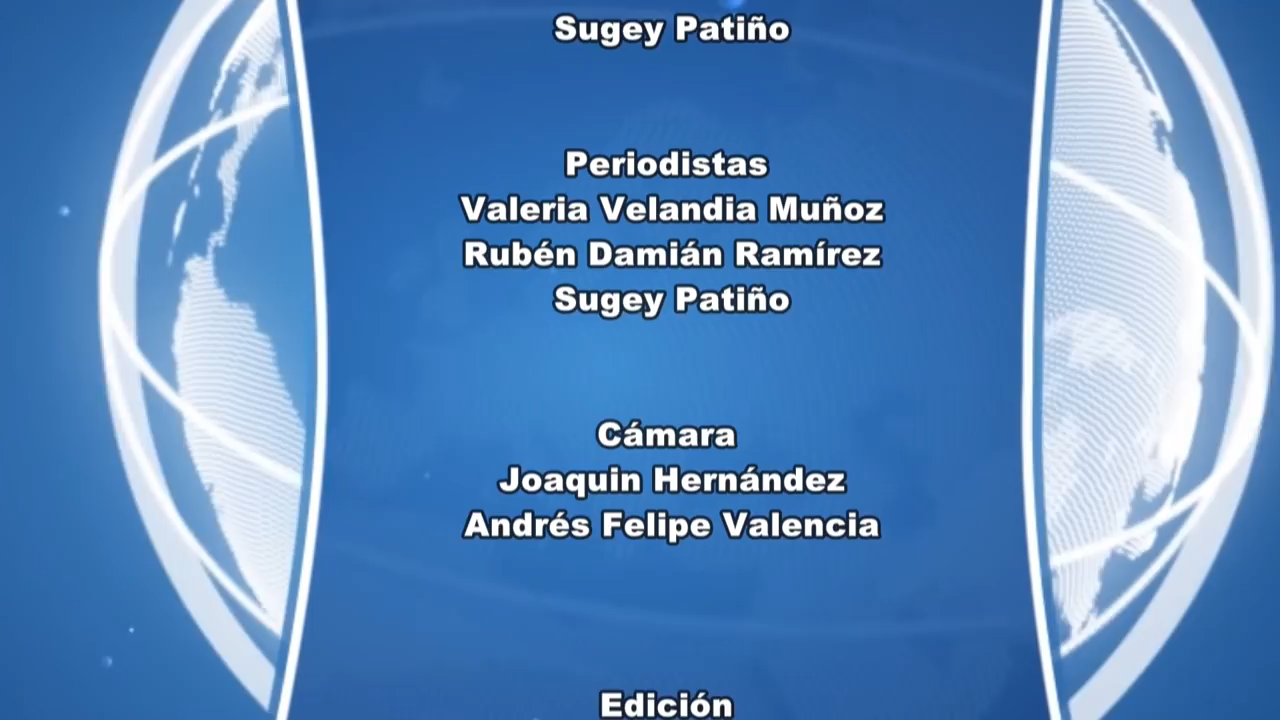 Sugey Patiño
Periodistas
Valeria Velandia Muñoz
Rubén Damián Ramírez
Sugey Patiño
Cámara
Joaquin Hernández
Andrés Felipe Valencia
Edición